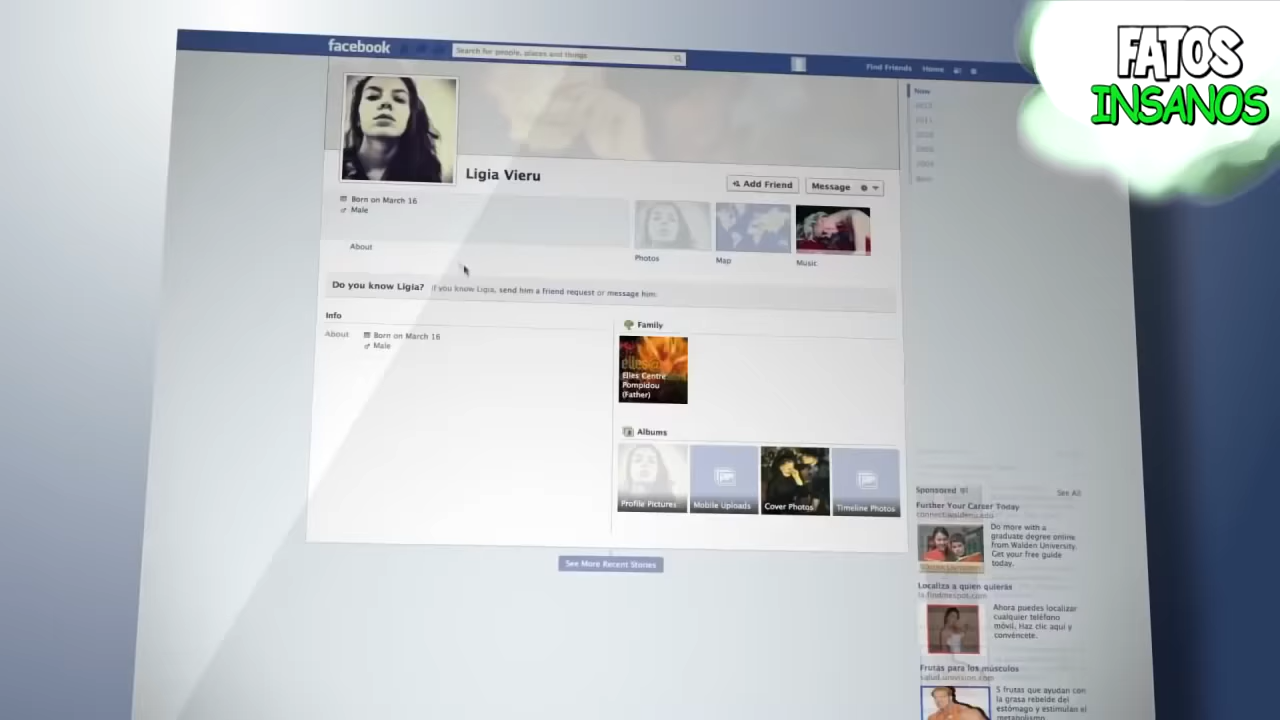 FATOS
INSANOS
facebook
Search for people, places and things
Find Friends
Home
Now
2012
2011
Ligia Vieru
Add Friend
Message
Born on March 16
Male
About
Photos
Map
Music
Do you know Ligia?
If you know Ligia, send him a friend request or message him.
Info
About
Born on March 16
Male
Family
Elles Centre
Pompidou
(Father)
Albums
Profile Pictures
Mobile Uploads
Cover Photos
Timeline Photos
See More Recent Stories
Sponsored
See All
Further Your Career Today
Do more with a
graduate degree online
from Walden University.
Get your free guide
today.
Localiza a quien quieras
Ahora puedes localizar
cualquier teléfono
móvil. Haz clic aquí y
convéncete.
Frutas para los músculos
salud.univision.com
5 frutas que ayudan con
la grasa rebelde del
estómago y estimulan el
metabolismo